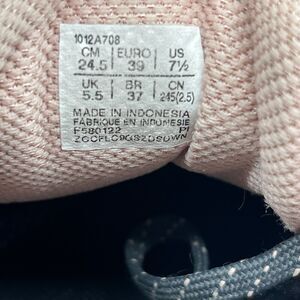 1012A708
CM EURO US
24.5 39 7½
UK BR CN
5.5 37 245(2.5)
MADE IN INDONESIA
FABRIQUE EN INDONESIE
F580122 PI